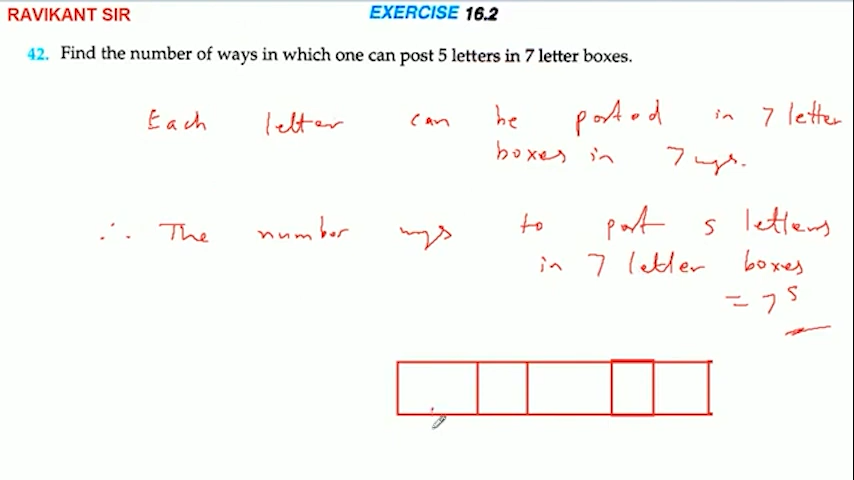 RAVIKANT SIR
EXERCISE 16.2
42. Find the number of ways in which one can post 5 letters in 7 letter boxes.
Each letter can be posted in 7 letter
boxes in 7 ways.
∴ The number ways to post 5 letters
in 7 letter boxes
= 7⁵